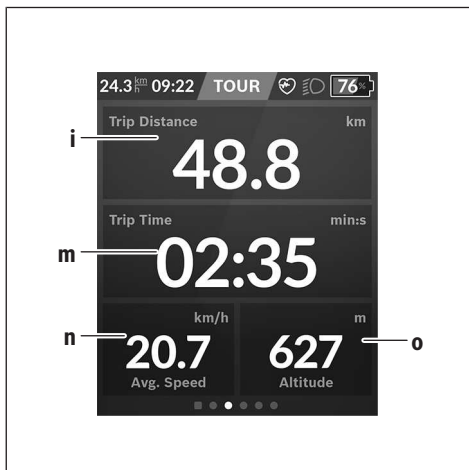 24.3 km/h 09:22 TOUR 76%
Trip Distance km
i
48.8
Trip Time min:s
m
02:35
km/h m
n
20.7 627
o
Avg. Speed Altitude